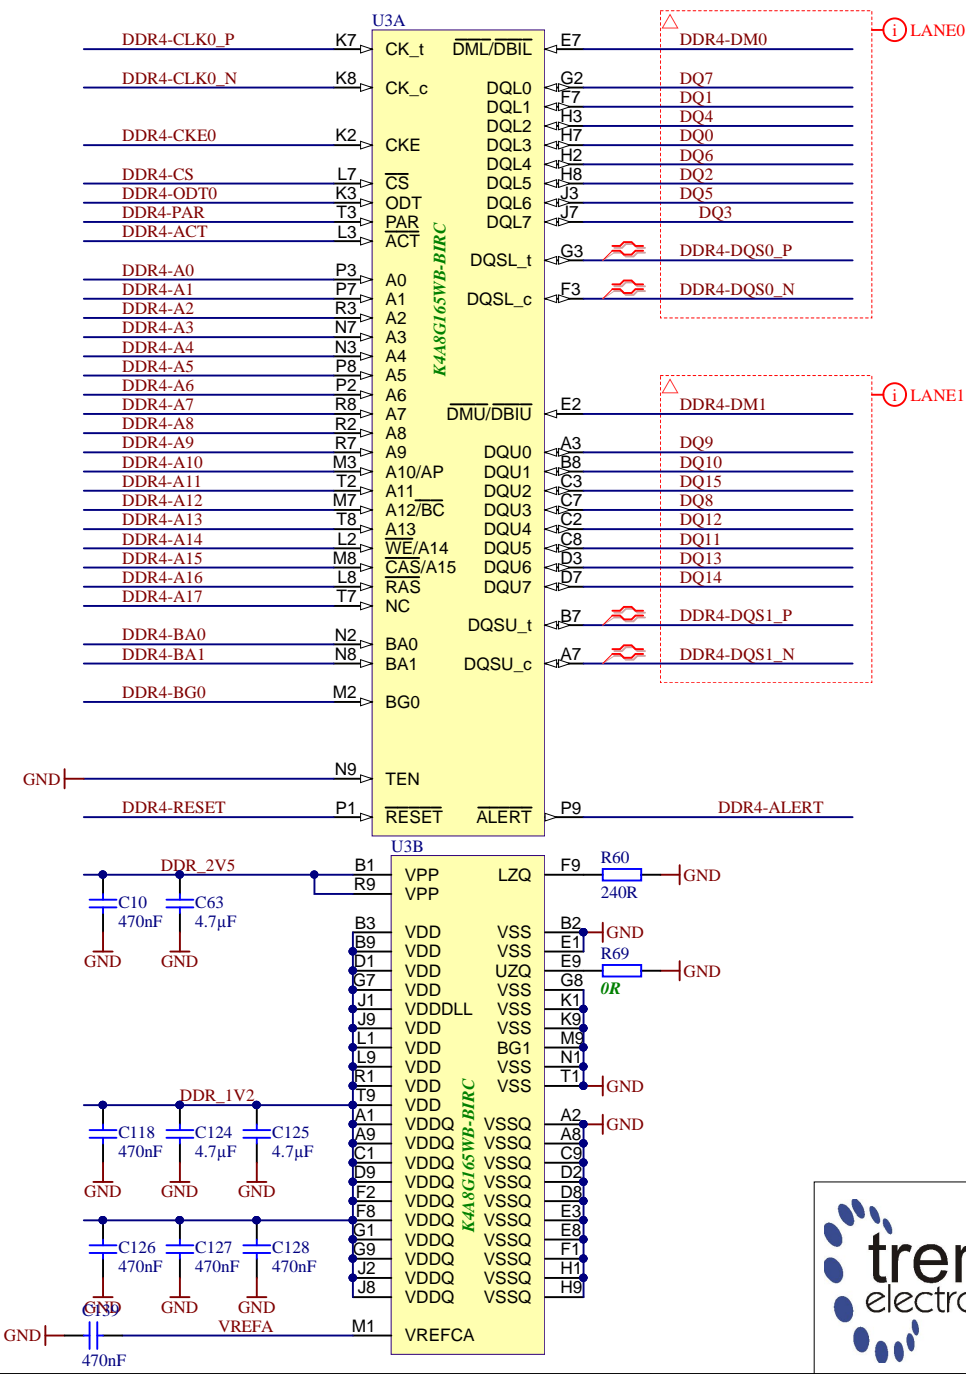 U3A
DDR4-CLK0_P K7 CK_t DML/DBIL E7 DDR4-DM0
LANE0
DDR4-CLK0_N K8 CK_c DQL0 G2 DQ7
DQL1 F7 DQ1
DQL2 H3 DQ4
DDR4-CKE0 K2 CKE DQL3 H7 DQ0
DQL4 H2 DQ6
DDR4-CS L7 CS DQL5 H8 DQ2
DDR4-ODT0 K3 ODT DQL6 J3 DQ5
DDR4-PAR T3 PAR DQL7 J7 DQ3
DDR4-ACT L3 ACT
K4A8G165WB-BIRC
DQSL_t G3 DDR4-DQS0_P
DDR4-A0 P3 A0
DDR4-A1 P7 A1 DQSL_c F3 DDR4-DQS0_N
DDR4-A2 R3 A2
DDR4-A3 N7 A3
DDR4-A4 N3 A4
DDR4-A5 P8 A5
DDR4-A6 P2 A6
LANE1
DDR4-A7 R8 A7 DMU/DBIU E2 DDR4-DM1
DDR4-A8 R2 A8
DDR4-A9 R7 A9 DQU0 A3 DQ9
DDR4-A10 M3 A10/AP DQU1 B8 DQ10
DDR4-A11 T2 A11 DQU2 C3 DQ15
DDR4-A12 M7 A12/BC DQU3 C7 DQ8
DDR4-A13 T8 A13 DQU4 C2 DQ12
DDR4-A14 L2 WE/A14 DQU5 C8 DQ11
DDR4-A15 M8 CAS/A15 DQU6 D3 DQ13
DDR4-A16 L8 RAS DQU7 D7 DQ14
DDR4-A17 T7 NC
DQSU_t B7 DDR4-DQS1_P
DDR4-BA0 N2 BA0
DDR4-BA1 N8 BA1 DQSU_c A7 DDR4-DQS1_N
DDR4-BG0 M2 BG0
GND N9 TEN
DDR4-RESET P1 RESET ALERT P9 DDR4-ALERT
U3B
DDR_2V5 B1 VPP LZQ F9 R60 GND
R9 VPP 240R
C10 C63
470nF 4.7µF
GND GND
B3 VDD VSS B2 GND
B9 VDD VSS E1
D1 VDD UZQ E9 R69 GND
G7 VDD VSS G8 0R
J1 VDDDLL VSS K1
J9 VDD VSS K9
L1 VDD BG1 M9
L9 VDD VSS N1
R1 VDD VSS T1 GND
DDR_1V2 T9 VDD
K4A8G165WB-BIRC
A1 VDDQ VSSQ A2 GND
C118 C124 C125
470nF 4.7µF 4.7µF
GND GND GND
A9 VDDQ VSSQ A8
C1 VDDQ VSSQ C9
D9 VDDQ VSSQ D2
F2 VDDQ VSSQ D8
F8 VDDQ VSSQ E3
G1 VDDQ VSSQ E8
G9 VDDQ VSSQ F1
J2 VDDQ VSSQ H1
J8 VDDQ VSSQ H9
C126 C127 C128
470nF 470nF 470nF
GND GND GND
C139
GND VREFA M1 VREFCA
470nF
tren
electro